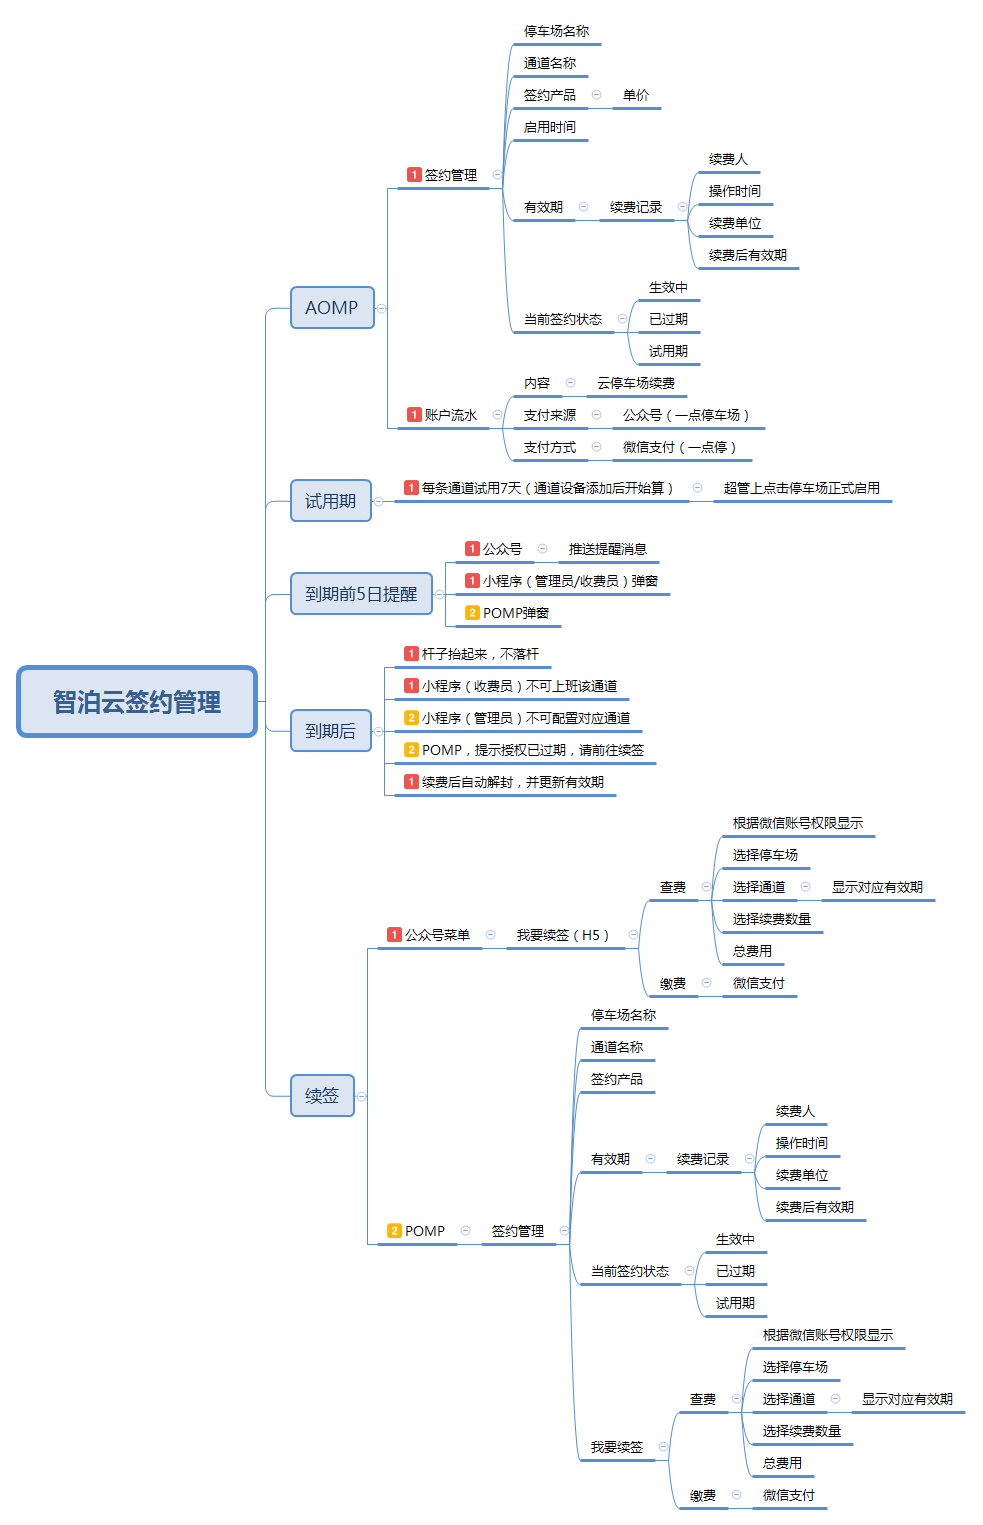 智泊云签约管理
AOMP
1 签约管理
停车场名称
通道名称
签约产品
单价
启用时间
有效期
续费记录
续费人
操作时间
续费单位
续费后有效期
当前签约状态
生效中
已过期
试用期
1 账户流水
内容
云停车场续费
支付来源
公众号（一点停车场）
支付方式
微信支付（一点停）
试用期
1 每条通道试用7天（通道设备添加后开始算）
超管上点击停车场正式启用
到期前5日提醒
1 公众号
推送提醒消息
1 小程序（管理员/收费员）弹窗
2 POMP弹窗
到期后
1 杆子抬起来，不落杆
1 小程序（收费员）不可上班该通道
2 小程序（管理员）不可配置对应通道
2 POMP，提示授权已过期，请前往续签
1 续费后自动解封，并更新有效期
续签
1 公众号菜单
我要续签（H5）
查费
根据微信账号权限显示
选择停车场
选择通道
显示对应有效期
选择续费数量
总费用
缴费
微信支付
2 POMP
签约管理
停车场名称
通道名称
签约产品
有效期
续费记录
续费人
操作时间
续费单位
续费后有效期
当前签约状态
生效中
已过期
试用期
我要续签
查费
根据微信账号权限显示
选择停车场
选择通道
显示对应有效期
选择续费数量
总费用
缴费
微信支付